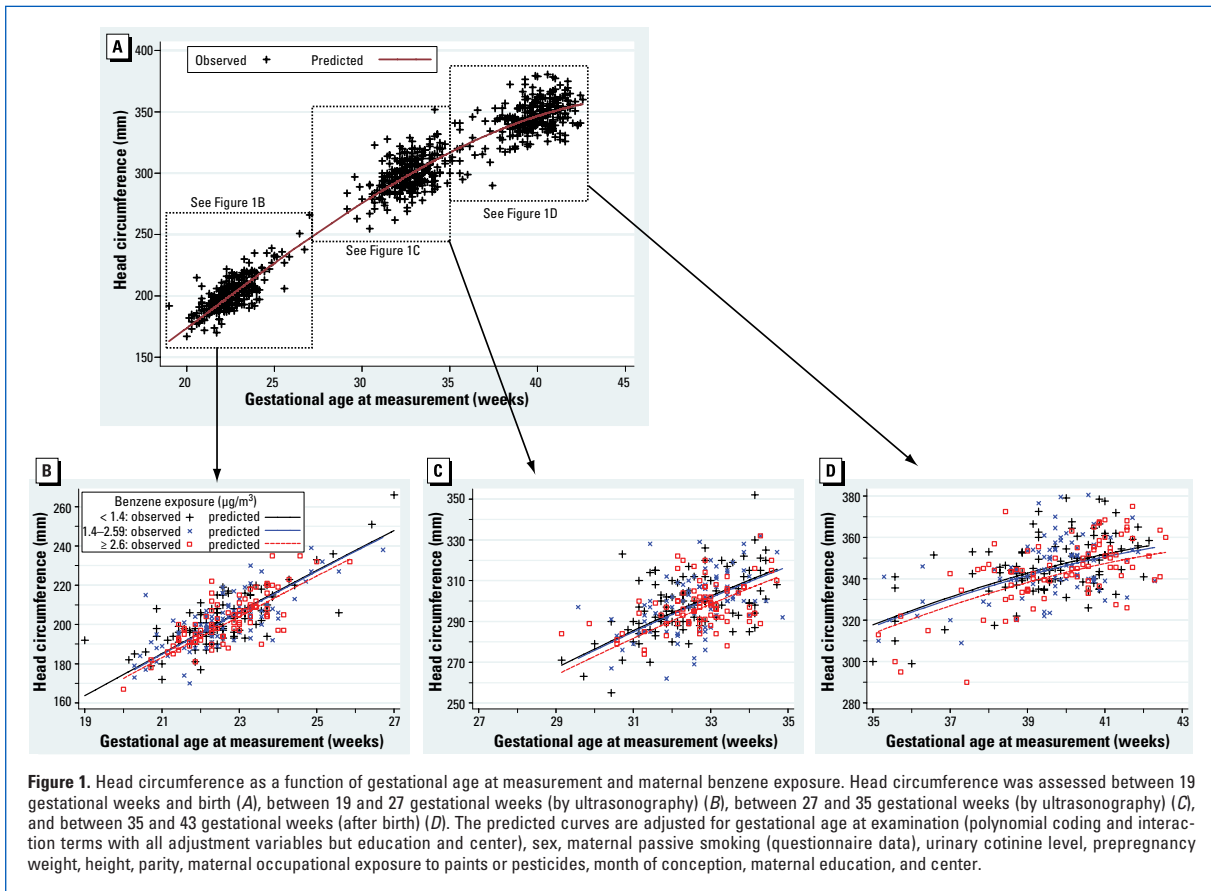 A
Observed + Predicted
400
350
300
250
200
150
Head circumference (mm)
See Figure 1B
See Figure 1C
See Figure 1D
20 25 30 35 40 45
Gestational age at measurement (weeks)
B
Benzene exposure (µg/m³)
< 1.4: observed + predicted
1.4–2.59: observed × predicted
≥ 2.6: observed predicted
260
240
220
200
180
160
Head circumference (mm)
19 21 23 25 27
Gestational age at measurement (weeks)
C
350
330
310
290
270
250
Head circumference (mm)
27 29 31 33 35
Gestational age at measurement (weeks)
D
380
360
340
320
300
280
Head circumference (mm)
35 37 39 41 43
Gestational age at measurement (weeks)
Figure 1. Head circumference as a function of gestational age at measurement and maternal benzene exposure. Head circumference was assessed between 19
gestational weeks and birth (A), between 19 and 27 gestational weeks (by ultrasonography) (B), between 27 and 35 gestational weeks (by ultrasonography) (C),
and between 35 and 43 gestational weeks (after birth) (D). The predicted curves are adjusted for gestational age at examination (polynomial coding and interac-
tion terms with all adjustment variables but education and center), sex, maternal passive smoking (questionnaire data), urinary cotinine level, prepregnancy
weight, height, parity, maternal occupational exposure to paints or pesticides, month of conception, maternal education, and center.